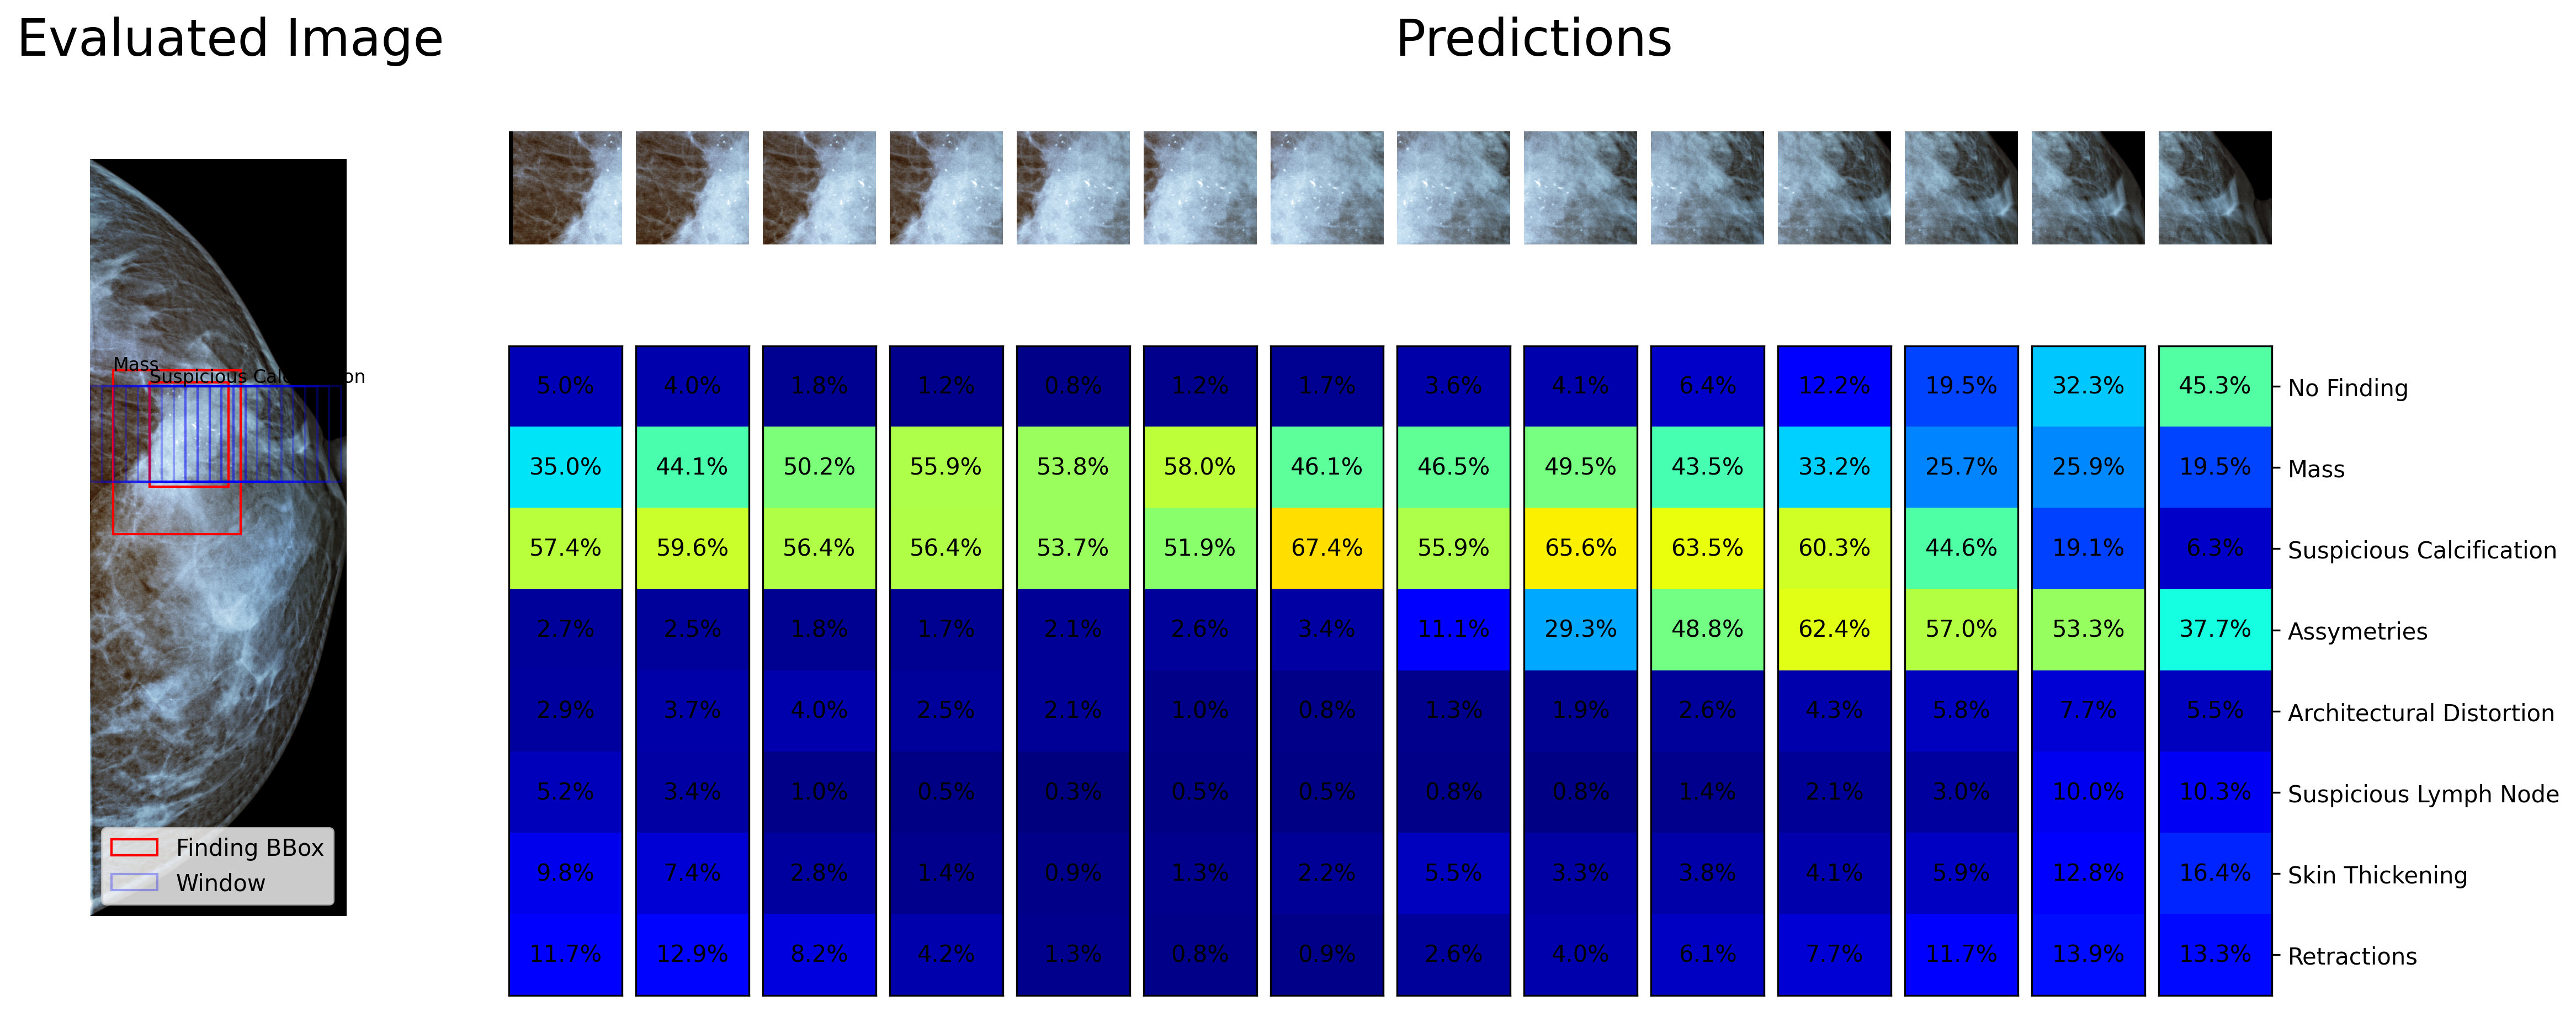 Evaluated Image
Predictions
Mass
Suspicious Calcification
Finding BBox
Window
5.0% 4.0% 1.8% 1.2% 0.8% 1.2% 1.7% 3.6% 4.1% 6.4% 12.2% 19.5% 32.3% 45.3% No Finding
35.0% 44.1% 50.2% 55.9% 53.8% 58.0% 46.1% 46.5% 49.5% 43.5% 33.2% 25.7% 25.9% 19.5% Mass
57.4% 59.6% 56.4% 56.4% 53.7% 51.9% 67.4% 55.9% 65.6% 63.5% 60.3% 44.6% 19.1% 6.3% Suspicious Calcification
2.7% 2.5% 1.8% 1.7% 2.1% 2.6% 3.4% 11.1% 29.3% 48.8% 62.4% 57.0% 53.3% 37.7% Assymetries
2.9% 3.7% 4.0% 2.5% 2.1% 1.0% 0.8% 1.3% 1.9% 2.6% 4.3% 5.8% 7.7% 5.5% Architectural Distortion
5.2% 3.4% 1.0% 0.5% 0.3% 0.5% 0.5% 0.8% 0.8% 1.4% 2.1% 3.0% 10.0% 10.3% Suspicious Lymph Node
9.8% 7.4% 2.8% 1.4% 0.9% 1.3% 2.2% 5.5% 3.3% 3.8% 4.1% 5.9% 12.8% 16.4% Skin Thickening
11.7% 12.9% 8.2% 4.2% 1.3% 0.8% 0.9% 2.6% 4.0% 6.1% 7.7% 11.7% 13.9% 13.3% Retractions